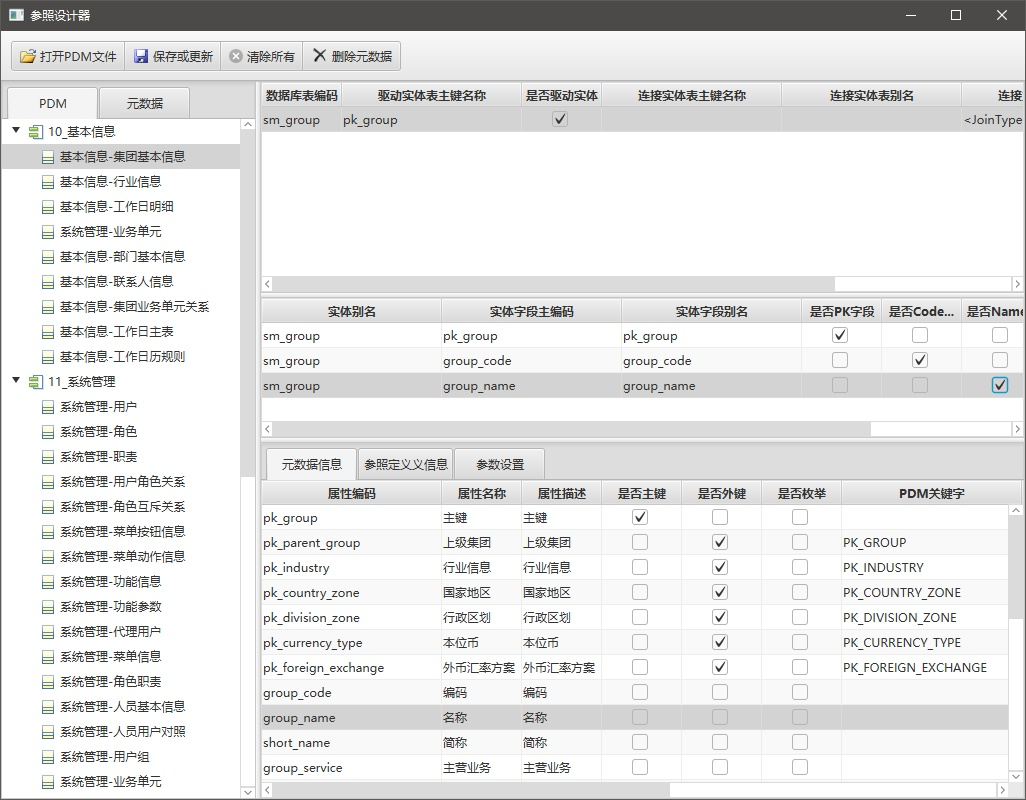 参照设计器
打开PDM文件 保存或更新 清除所有 删除元数据
PDM 元数据
10_基本信息
基本信息-集团基本信息
基本信息-行业信息
基本信息-工作日明细
系统管理-业务单元
基本信息-部门基本信息
基本信息-联系人信息
基本信息-集团业务单元关系
基本信息-工作日主表
基本信息-工作日历规则
11_系统管理
系统管理-用户
系统管理-角色
系统管理-职责
系统管理-用户角色关系
系统管理-角色互斥关系
系统管理-菜单按钮信息
系统管理-菜单动作信息
系统管理-功能信息
系统管理-功能参数
系统管理-代理用户
系统管理-菜单信息
系统管理-角色职责
系统管理-人员基本信息
系统管理-人员用户对照
系统管理-用户组
系统管理-业务单元
数据库表编码 驱动实体表主键名称 是否驱动实体 连接实体表主键名称 连接实体表别名 连接
sm_group pk_group <JoinType
实体别名 实体字段主编码 实体字段别名 是否PK字段 是否Code... 是否Name
sm_group pk_group pk_group
sm_group group_code group_code
sm_group group_name group_name
元数据信息 参照定义义信息 参数设置
属性编码 属性名称 属性描述 是否主键 是否外键 是否枚举 PDM关键字
pk_group 主键 主键
pk_parent_group 上级集团 上级集团 PK_GROUP
pk_industry 行业信息 行业信息 PK_INDUSTRY
pk_country_zone 国家地区 国家地区 PK_COUNTRY_ZONE
pk_division_zone 行政区划 行政区划 PK_DIVISION_ZONE
pk_currency_type 本位币 本位币 PK_CURRENCY_TYPE
pk_foreign_exchange 外币汇率方案 外币汇率方案 PK_FOREIGN_EXCHANGE
group_code 编码 编码
group_name 名称 名称
short_name 简称 简称
group_service 主营业务 主营业务